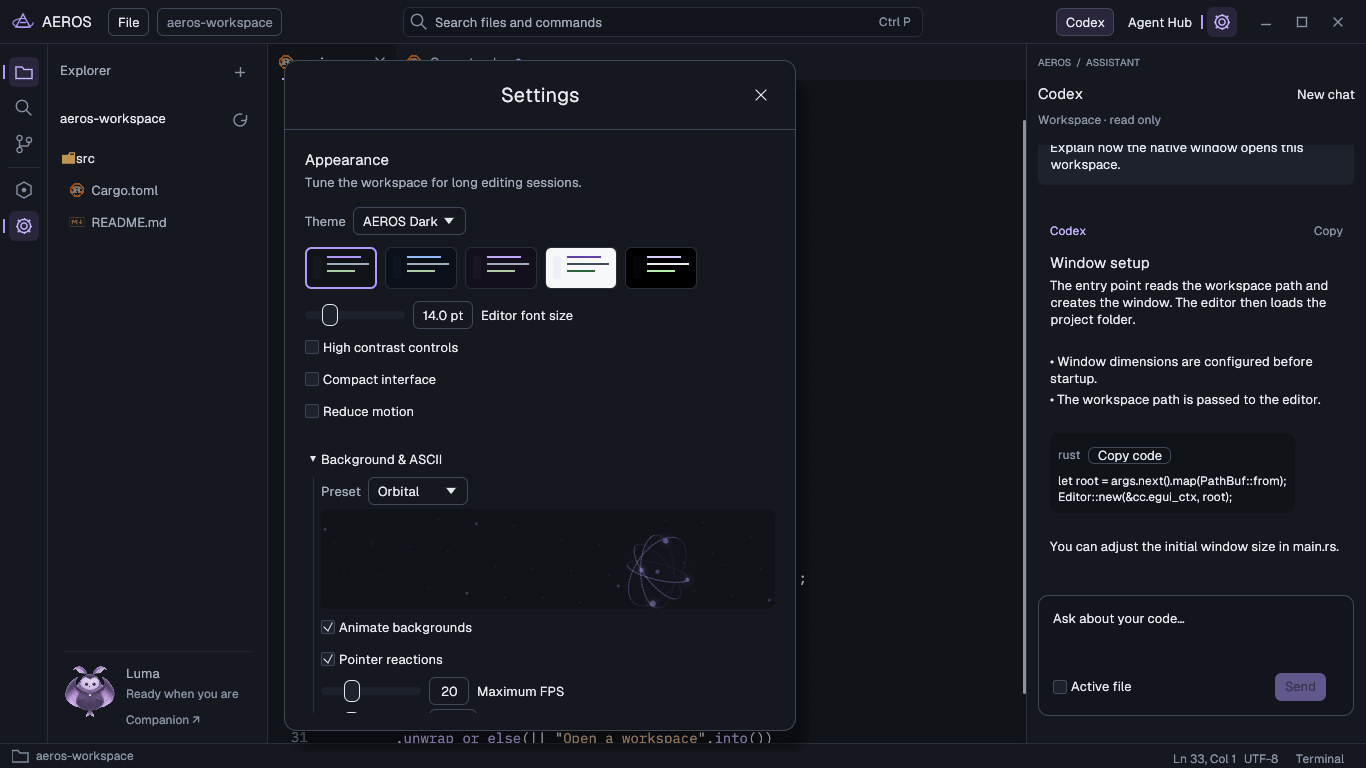 AEROS
File
aeros-workspace
Search files and commands
Ctrl P
Codex
Agent Hub
Explorer
aeros-workspace
src
Cargo.toml
README.md
Luma
Ready when you are
Companion ↗
Settings
Appearance
Tune the workspace for long editing sessions.
Theme
AEROS Dark
14.0 pt
Editor font size
High contrast controls
Compact interface
Reduce motion
Background & ASCII
Preset
Orbital
Animate backgrounds
Pointer reactions
20
Maximum FPS
;
31
.unwrap_or_else(|| "Open a workspace".into())
AEROS / ASSISTANT
Codex
New chat
Workspace · read only
Explain how the native window opens this
workspace.
Codex
Copy
Window setup
The entry point reads the workspace path and
creates the window. The editor then loads the
project folder.
• Window dimensions are configured before
startup.
• The workspace path is passed to the editor.
rust
Copy code
let root = args.next().map(PathBuf::from);
Editor::new(&cc.egui_ctx, root);
You can adjust the initial window size in main.rs.
Ask about your code…
Active file
Send
aeros-workspace
Ln 33, Col 1
UTF-8
Terminal